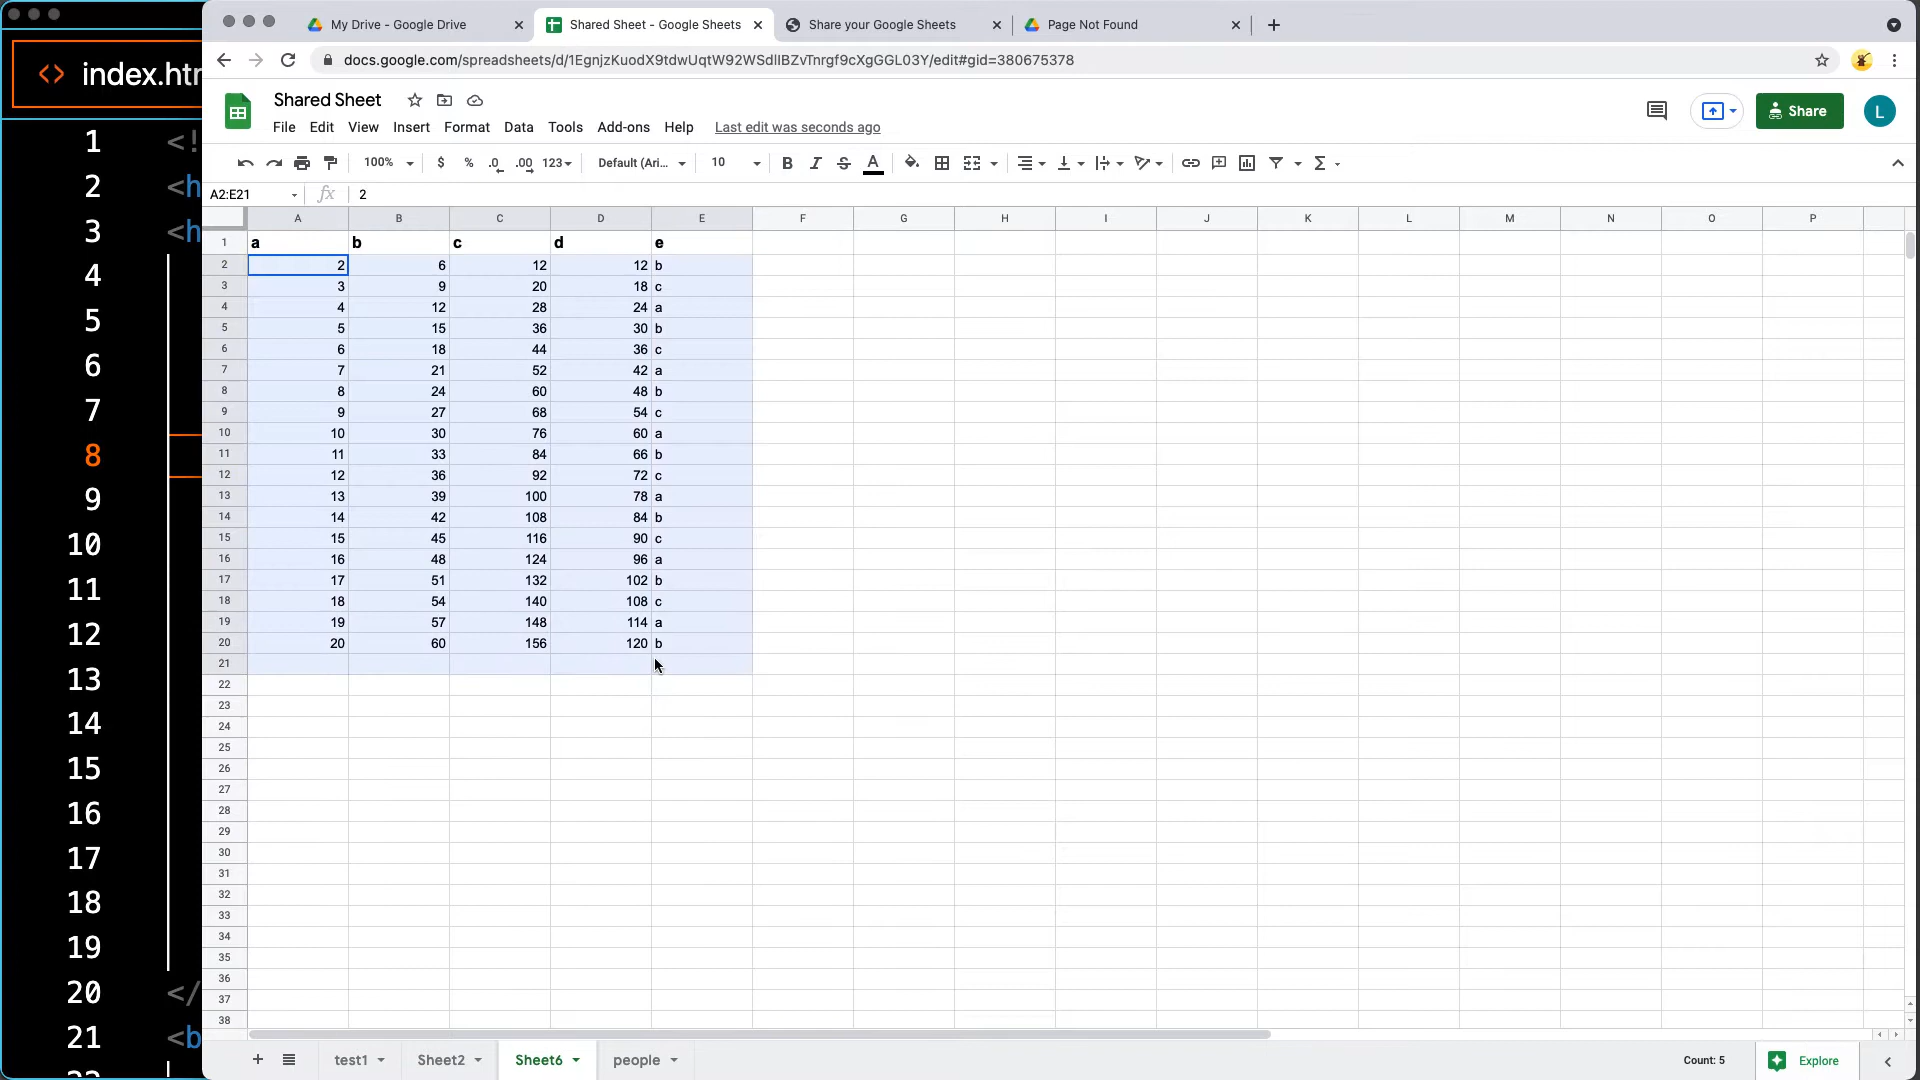 My Drive - Google Drive
Shared Sheet - Google Sheets
Share your Google Sheets
Page Not Found
docs.google.com/spreadsheets/d/1EgnjzKuodX9tdwUqtW92WSdlIBZvTnrgf9cXgGGL03Y/edit#gid=380675378
Shared Sheet
File Edit View Insert Format Data Tools Add-ons Help Last edit was seconds ago
Share
L
100% $ % .0 .00 123 Default (Ari... 10 B I S A
A2:E21 fx 2
A B C D E F G H I J K L M N O P
1 a b c d e
2 2 6 12 12 b
3 3 9 20 18 c
4 4 12 28 24 a
5 5 15 36 30 b
6 6 18 44 36 c
7 7 21 52 42 a
8 8 24 60 48 b
9 9 27 68 54 c
10 10 30 76 60 a
11 11 33 84 66 b
12 12 36 92 72 c
13 13 39 100 78 a
14 14 42 108 84 b
15 15 45 116 90 c
16 16 48 124 96 a
17 17 51 132 102 b
18 18 54 140 108 c
19 19 57 148 114 a
20 20 60 156 120 b
21
22
23
24
25
26
27
28
29
30
31
32
33
34
35
36
37
38
test1 Sheet2 Sheet6 people
Count: 5
Explore
<> index.htm
1 <!
2 <h
3 <h
4
5
6
7
8
9
10
11
12
13
14
15
16
17
18
19
20 </
21 <b